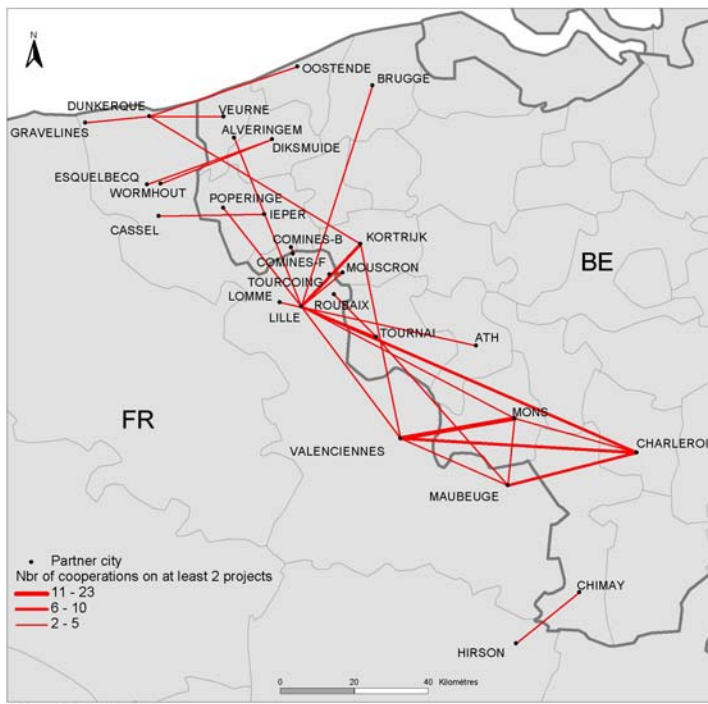 N
OOSTENDE
BRUGGE
DUNKERQUE
VEURNE
GRAVELINES
ALVERINGEM
DIKSMUIDE
ESQUELBECQ
WORMHOUT
POPERINGE
IEPER
CASSEL
COMINES-B
KORTRIJK
COMINES-F
MOUSCRON
TOURCOING
BE
LOMME
ROUBAIX
LILLE
TOURNAI
ATH
FR
MONS
VALENCIENNES
CHARLEROI
MAUBEUGE
Partner city
Nbr of cooperations on at least 2 projects
11 - 23
6 - 10
2 - 5
CHIMAY
HIRSON
0 20 40 Kilomètres